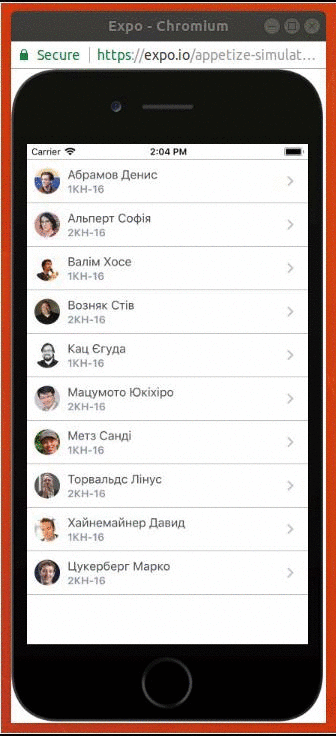 Expo - Chromium
Secure https://expo.io/appetize-simulat...
Carrier 2:04 PM
Абрамов Денис
1КН-16
Альперт Софія
2КН-16
Валім Хосе
1КН-16
Возняк Стів
2КН-16
Кац Єгуда
1КН-16
Мацумото Юкіхіро
2КН-16
Метз Санді
1КН-16
Торвальдс Лінус
2КН-16
Хайнемайнер Давид
1КН-16
Цукерберг Марко
2КН-16